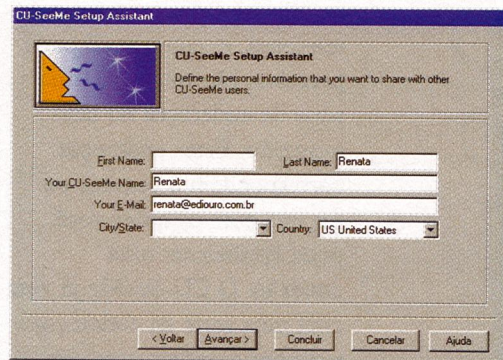 CU-SeeMe Setup Assistant
CU-SeeMe Setup Assistant
Define the personal information that you want to share with other
CU-SeeMe users.
First Name: Last Name: Renata
Your CU-SeeMe Name: Renata
Your E-Mail: renata@ediouro.com.br
City/State: Country: US United States
< Voltar Avançar > Concluir Cancelar Ajuda